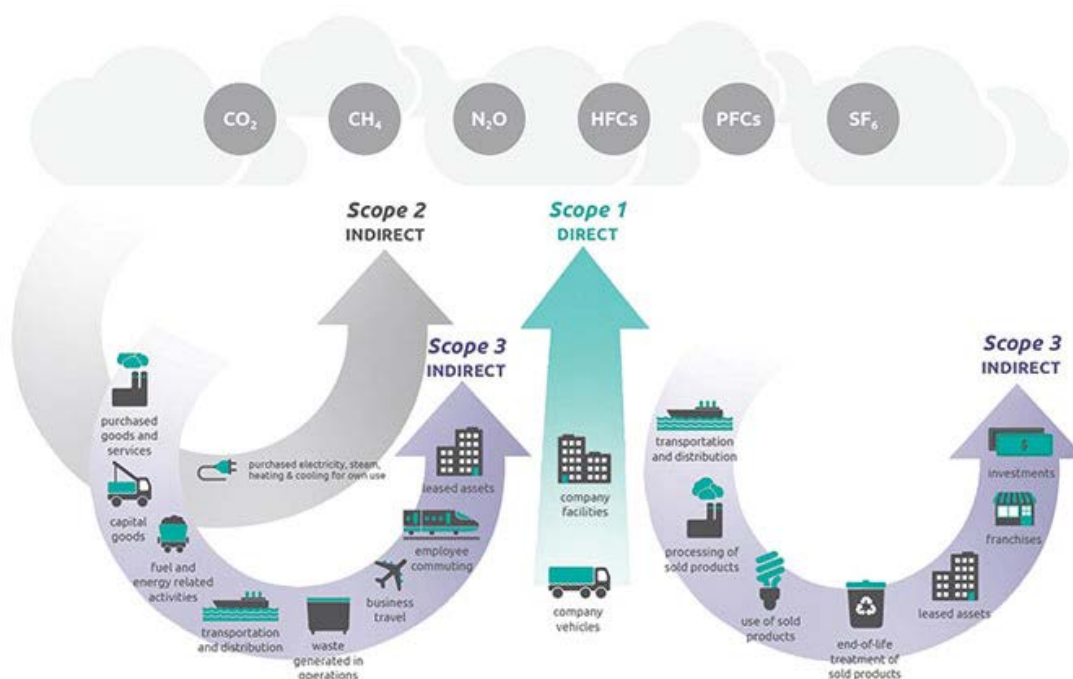 CO₂
CH₄
N₂O
HFCs
PFCs
SF₆
Scope 2
INDIRECT
Scope 1
DIRECT
Scope 3
INDIRECT
Scope 3
INDIRECT
purchased
goods and
services
capital
goods
fuel and
energy related
activities
transportation
and distribution
waste
generated in
operations
business
travel
employee
commuting
leased assets
purchased electricity, steam,
heating & cooling for own use
company
facilities
company
vehicles
transportation
and distribution
processing of
sold products
use of sold
products
end-of-life
treatment of
sold products
leased assets
franchises
$
investments